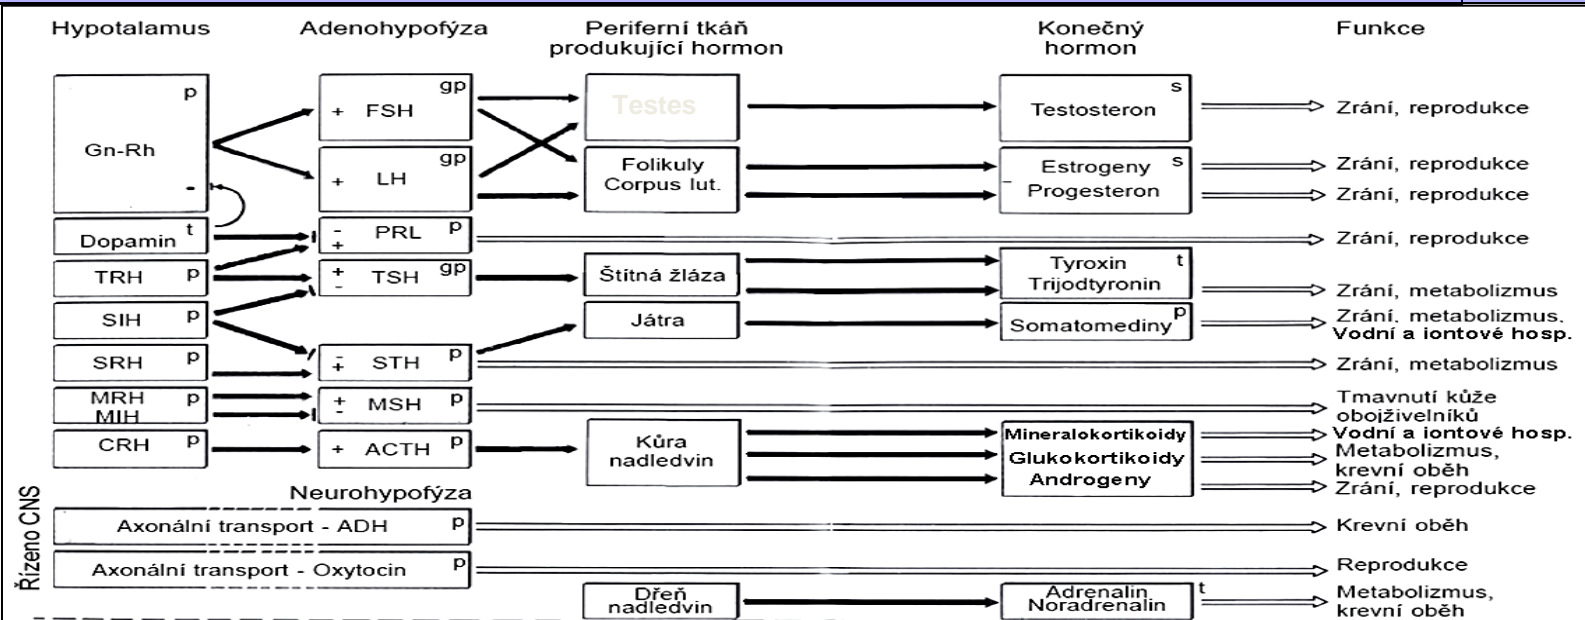 Hypotalamus
Adenohypofýza
Periferní tkáň
produkující hormon
Konečný
hormon
Funkce
p
Gn-Rh
-
+ FSH gp
Testes
Testosteron s
Zrání, reprodukce
+ LH gp
Folikuly
Corpus lut.
Estrogeny s
- Progesteron
Zrání, reprodukce
Zrání, reprodukce
Dopamin t
-
+
PRL p
Zrání, reprodukce
TRH p
+
-
TSH gp
Štítná žláza
Tyroxin t
Trijodtyronin
Zrání, metabolizmus
SIH p
Játra
Somatomediny p
Zrání, metabolizmus.
Vodní a iontové hosp.
SRH p
-
+
STH p
Zrání, metabolizmus
MRH p
MIH
+
-
MSH p
Tmavnutí kůže
obojživelníků
CRH p
+ ACTH p
Kůra
nadledvin
Mineralokortikoidy
Glukokortikoidy
Androgeny
Vodní a iontové hosp.
Metabolizmus,
krevní oběh
Zrání, reprodukce
Řízeno CNS
Neurohypofýza
Axonální transport - ADH p
Krevní oběh
Axonální transport - Oxytocin p
Reprodukce
Dřeň
nadledvin
Adrenalin t
Noradrenalin
Metabolizmus,
krevní oběh